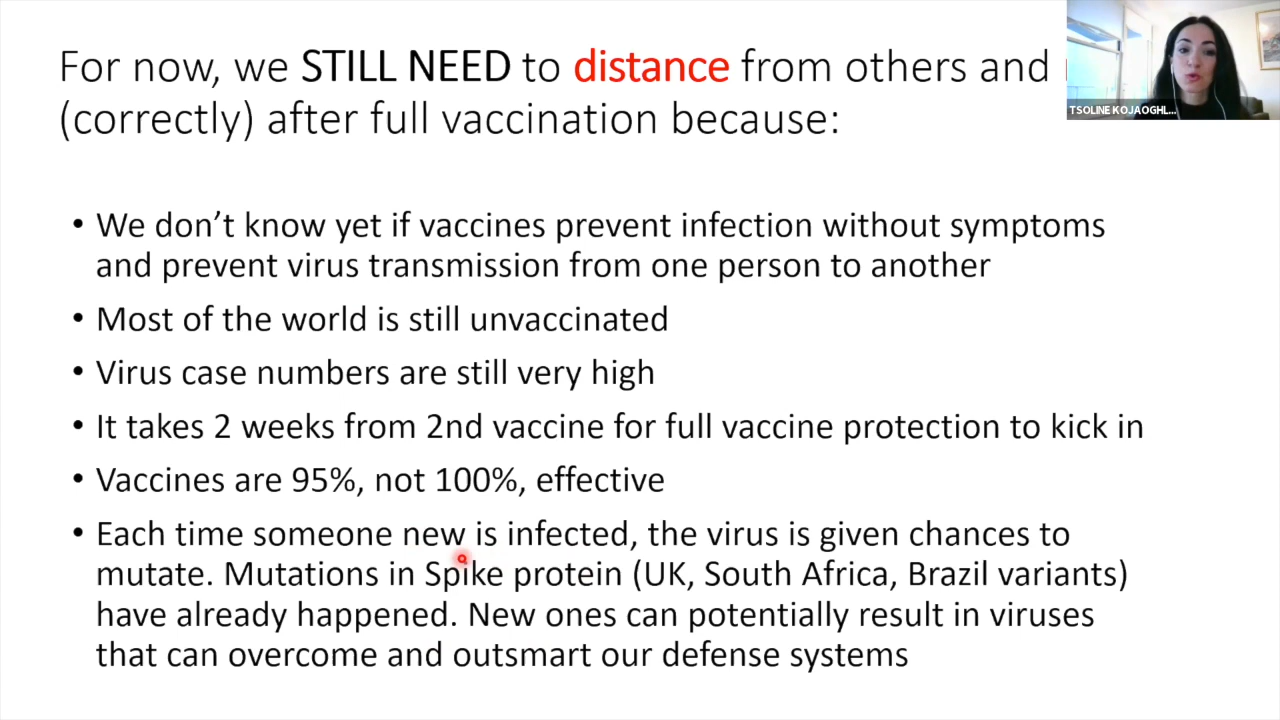 For now, we STILL NEED to distance from others and
(correctly) after full vaccination because:
TSOLINE KOJAOGHL...
• We don’t know yet if vaccines prevent infection without symptoms
and prevent virus transmission from one person to another
• Most of the world is still unvaccinated
• Virus case numbers are still very high
• It takes 2 weeks from 2nd vaccine for full vaccine protection to kick in
• Vaccines are 95%, not 100%, effective
• Each time someone new is infected, the virus is given chances to
mutate. Mutations in Spike protein (UK, South Africa, Brazil variants)
have already happened. New ones can potentially result in viruses
that can overcome and outsmart our defense systems